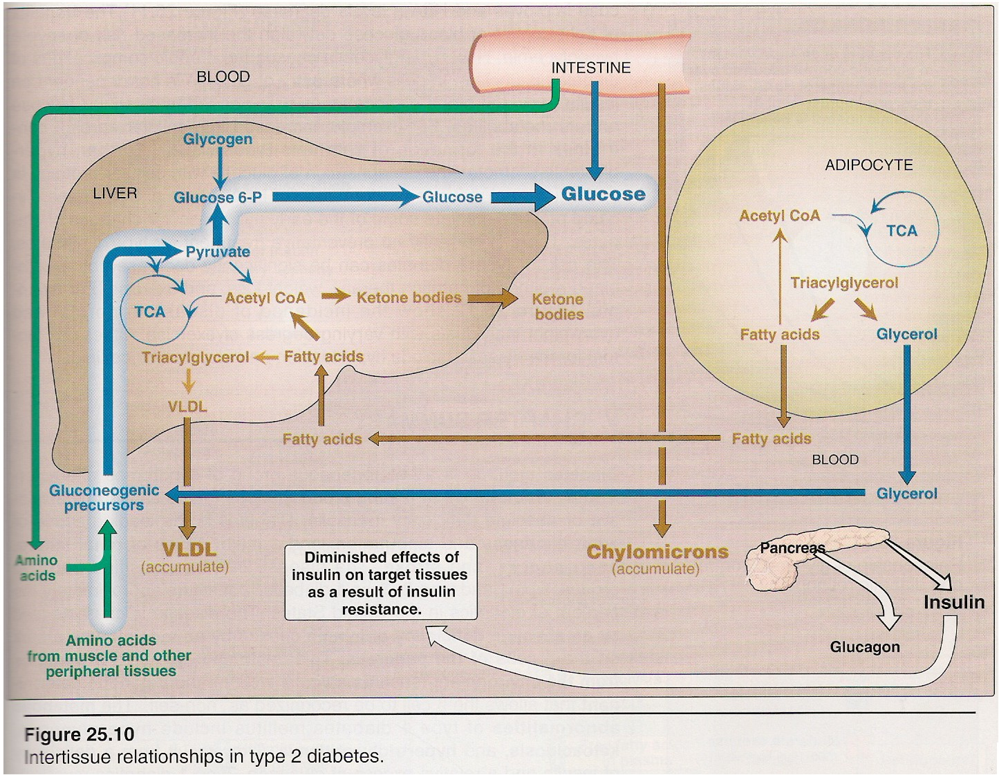 BLOOD
INTESTINE
Glycogen
LIVER
Glucose 6-P
Glucose
Glucose
ADIPOCYTE
Acetyl CoA
TCA
Pyruvate
Triacylglycerol
TCA
Acetyl CoA
Ketone bodies
Ketone
bodies
Fatty acids
Glycerol
Triacylglycerol
Fatty acids
VLDL
Fatty acids
Fatty acids
BLOOD
Gluconeogenic
precursors
Glycerol
VLDL
(accumulate)
Chylomicrons
(accumulate)
Pancreas
Amino
acids
Diminished effects of
insulin on target tissues
as a result of insulin
resistance.
Insulin
Glucagon
Amino acids
from muscle and other
peripheral tissues
Figure 25.10
Intertissue relationships in type 2 diabetes.